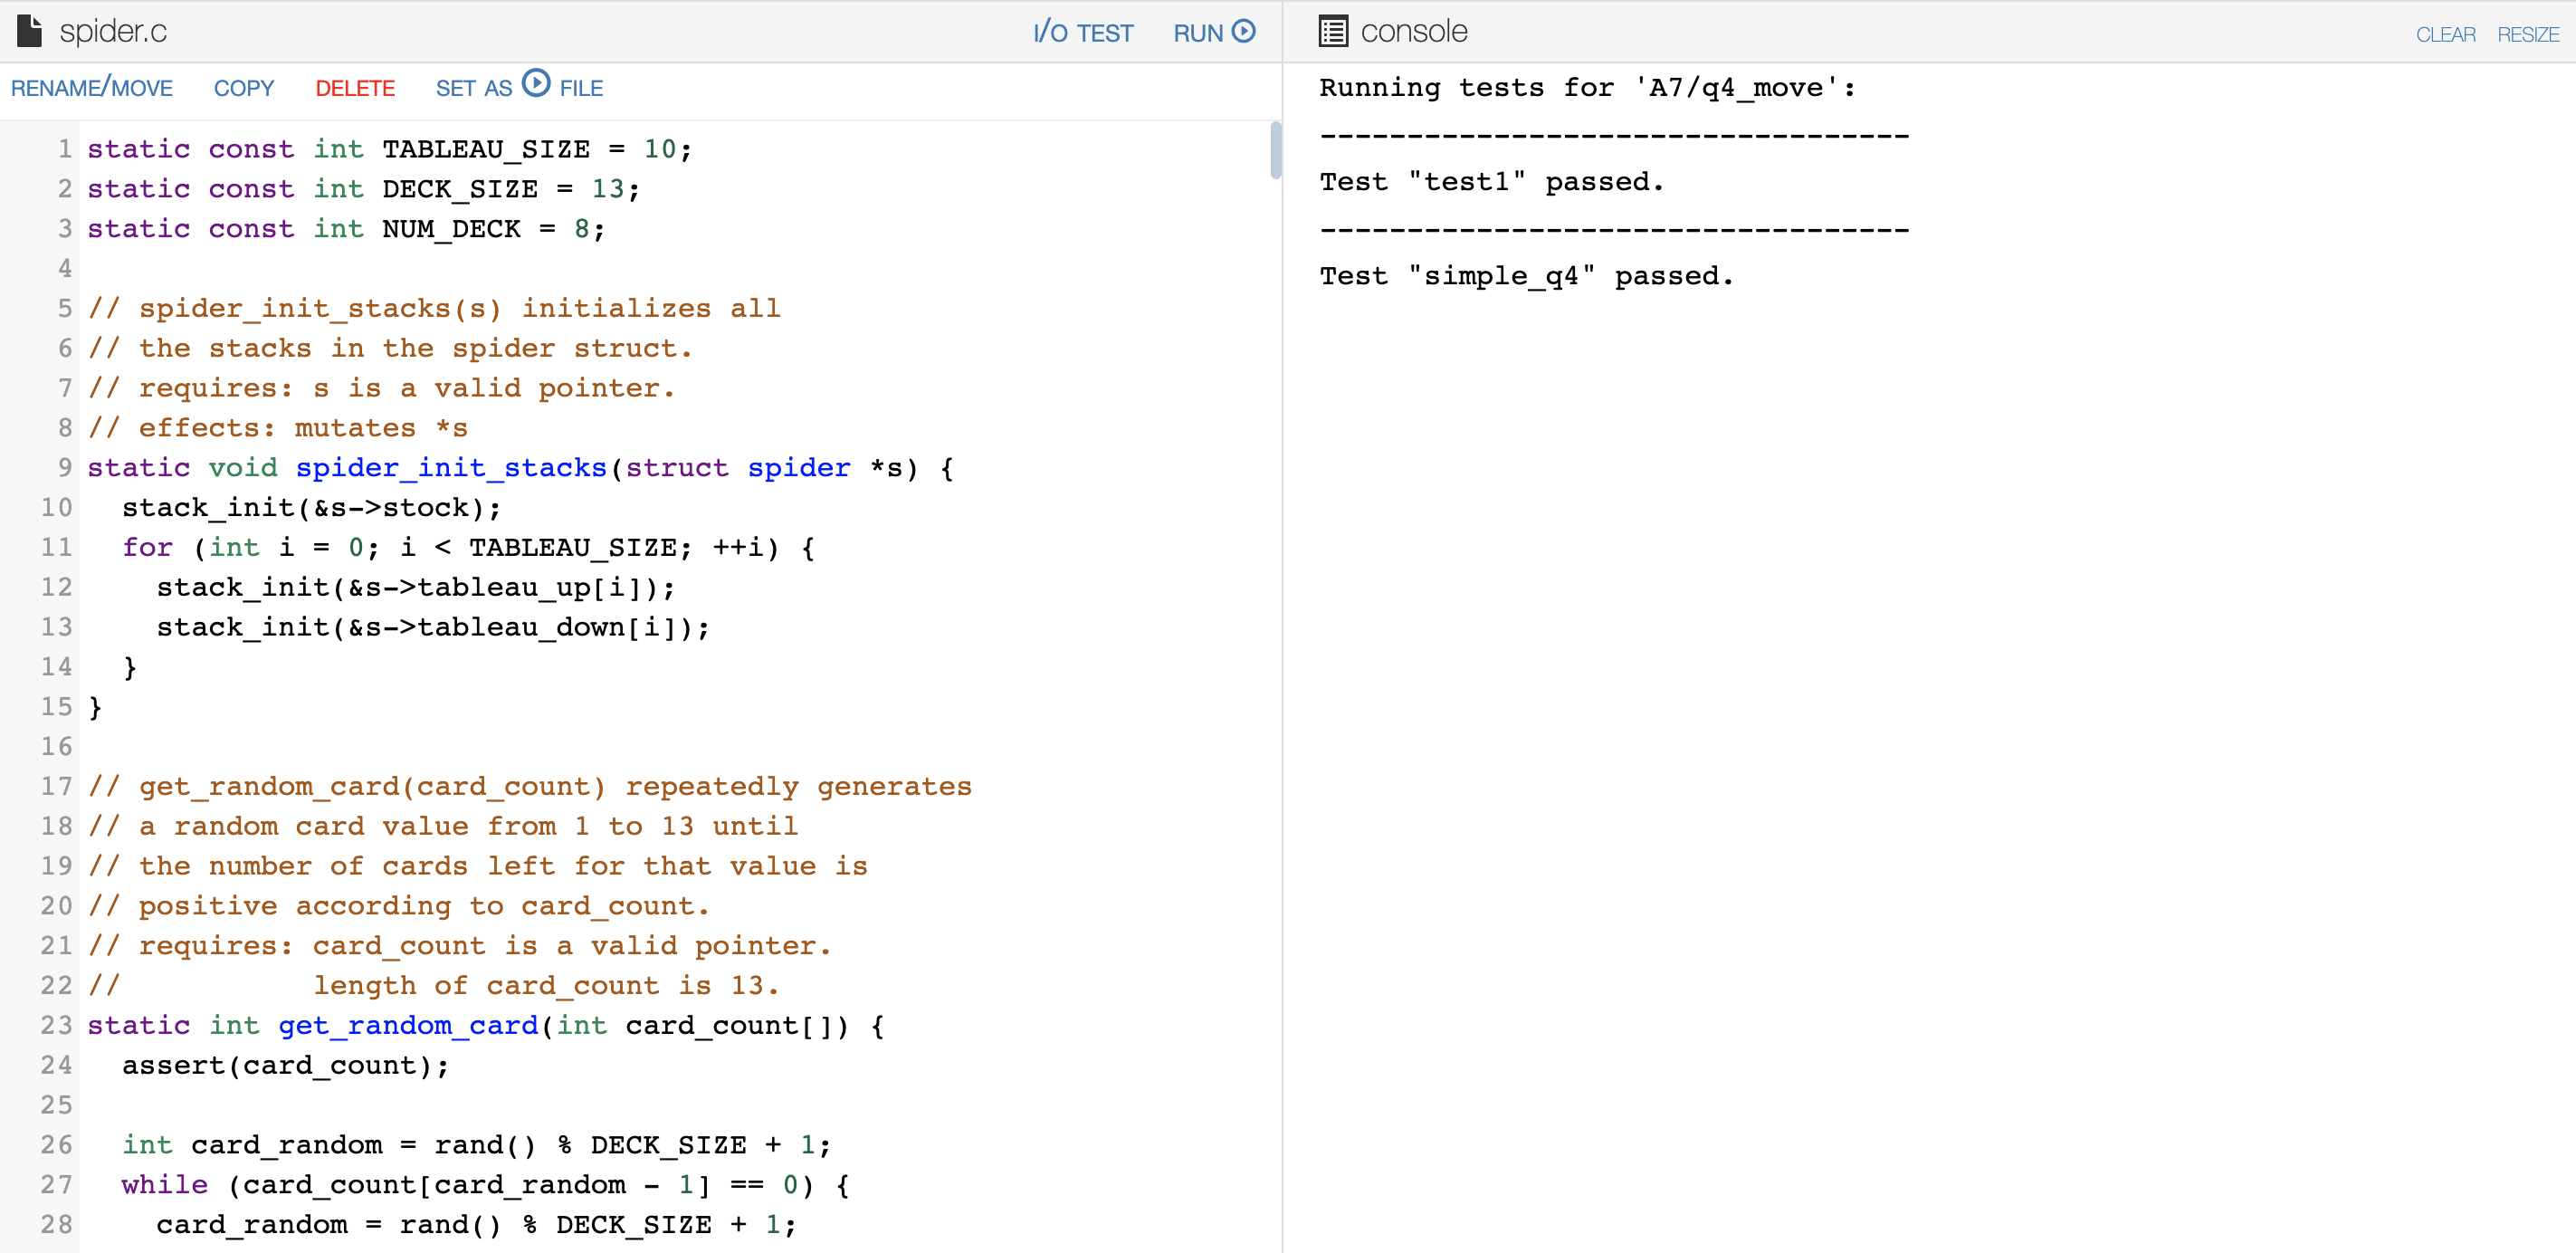 spider.c
I/O TEST
RUN
RENAME/MOVE
COPY
DELETE
SET AS FILE
1 static const int TABLEAU_SIZE = 10;
2 static const int DECK_SIZE = 13;
3 static const int NUM_DECK = 8;
4
5 // spider_init_stacks(s) initializes all
6 // the stacks in the spider struct.
7 // requires: s is a valid pointer.
8 // effects: mutates *s
9 static void spider_init_stacks(struct spider *s) {
10   stack_init(&s->stock);
11   for (int i = 0; i < TABLEAU_SIZE; ++i) {
12     stack_init(&s->tableau_up[i]);
13     stack_init(&s->tableau_down[i]);
14   }
15 }
16
17 // get_random_card(card_count) repeatedly generates
18 // a random card value from 1 to 13 until
19 // the number of cards left for that value is
20 // positive according to card_count.
21 // requires: card_count is a valid pointer.
22 //           length of card_count is 13.
23 static int get_random_card(int card_count[]) {
24   assert(card_count);
25
26   int card_random = rand() % DECK_SIZE + 1;
27   while (card_count[card_random - 1] == 0) {
28     card_random = rand() % DECK_SIZE + 1;
console
CLEAR
RESIZE
Running tests for 'A7/q4_move':
----------------------------------
Test "test1" passed.
----------------------------------
Test "simple_q4" passed.